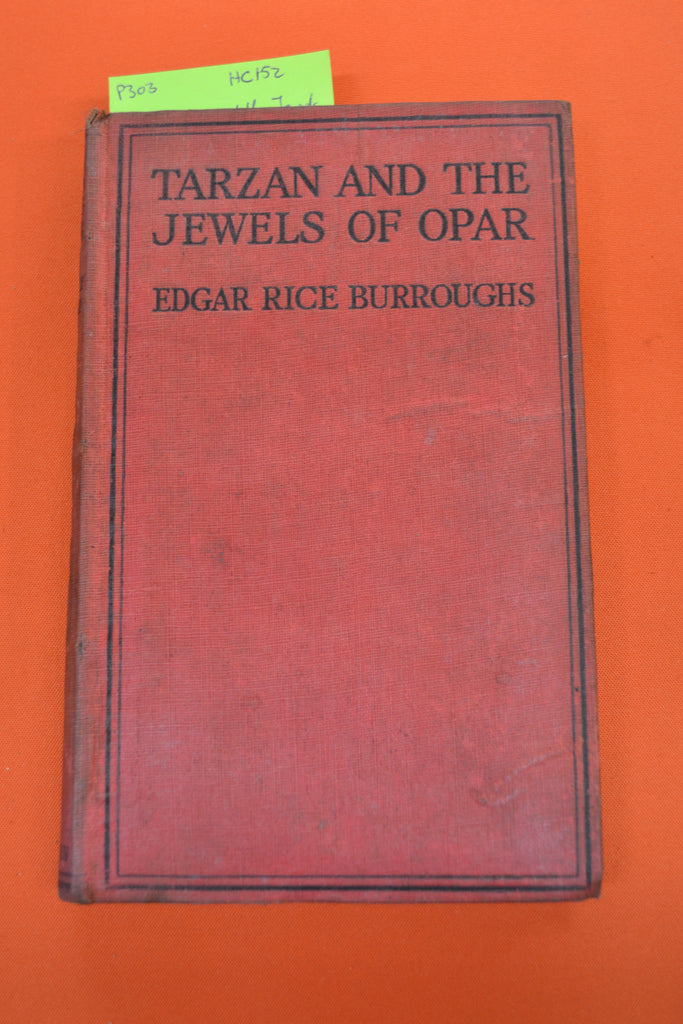 P303 HC152
TARZAN AND THE
JEWELS OF OPAR
EDGAR RICE BURROUGHS